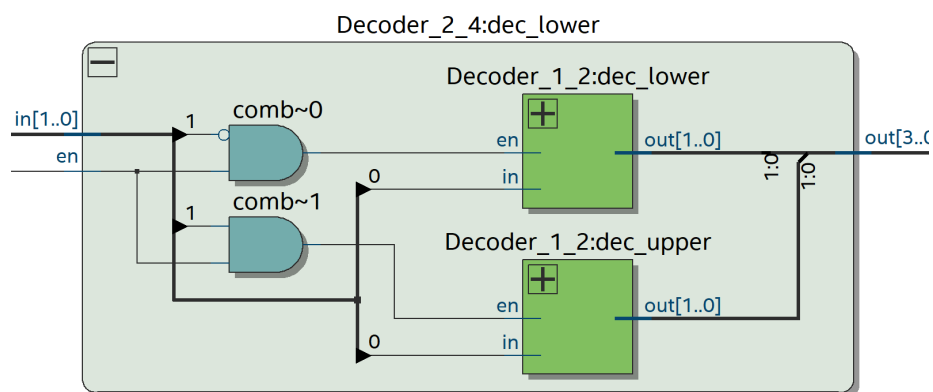 Decoder_2_4:dec_lower
Decoder_1_2:dec_lower
in[1..0]
1
comb~0
en
out[1..0]
out[3..0
en
0
in
1:0
1:0
1
comb~1
Decoder_1_2:dec_upper
en
out[1..0]
0
in